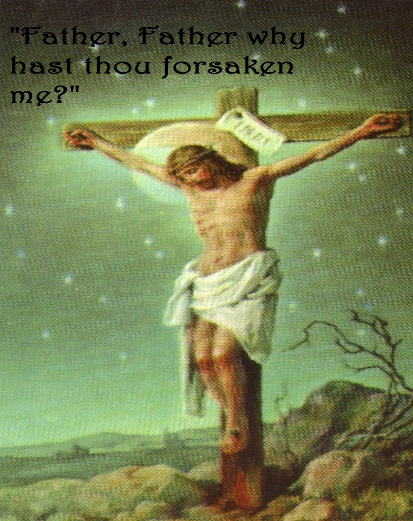 "Father, Father why
hast thou forsaken
me?"